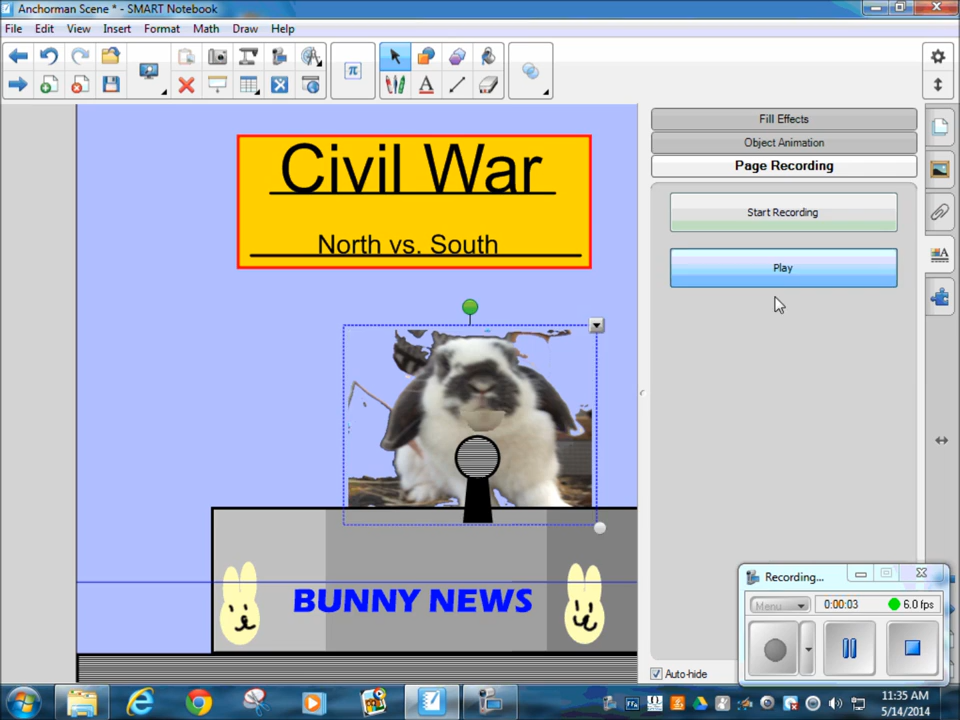 Anchorman Scene * - SMART Notebook
File Edit View Insert Format Math Draw Help
π
A
Fill Effects
Object Animation
Page Recording
Start Recording
Play
Civil War
North vs. South
BUNNY NEWS
Recording...
Menu 0:00:03 6.0 fps
Auto-hide
11:35 AM
5/14/2014